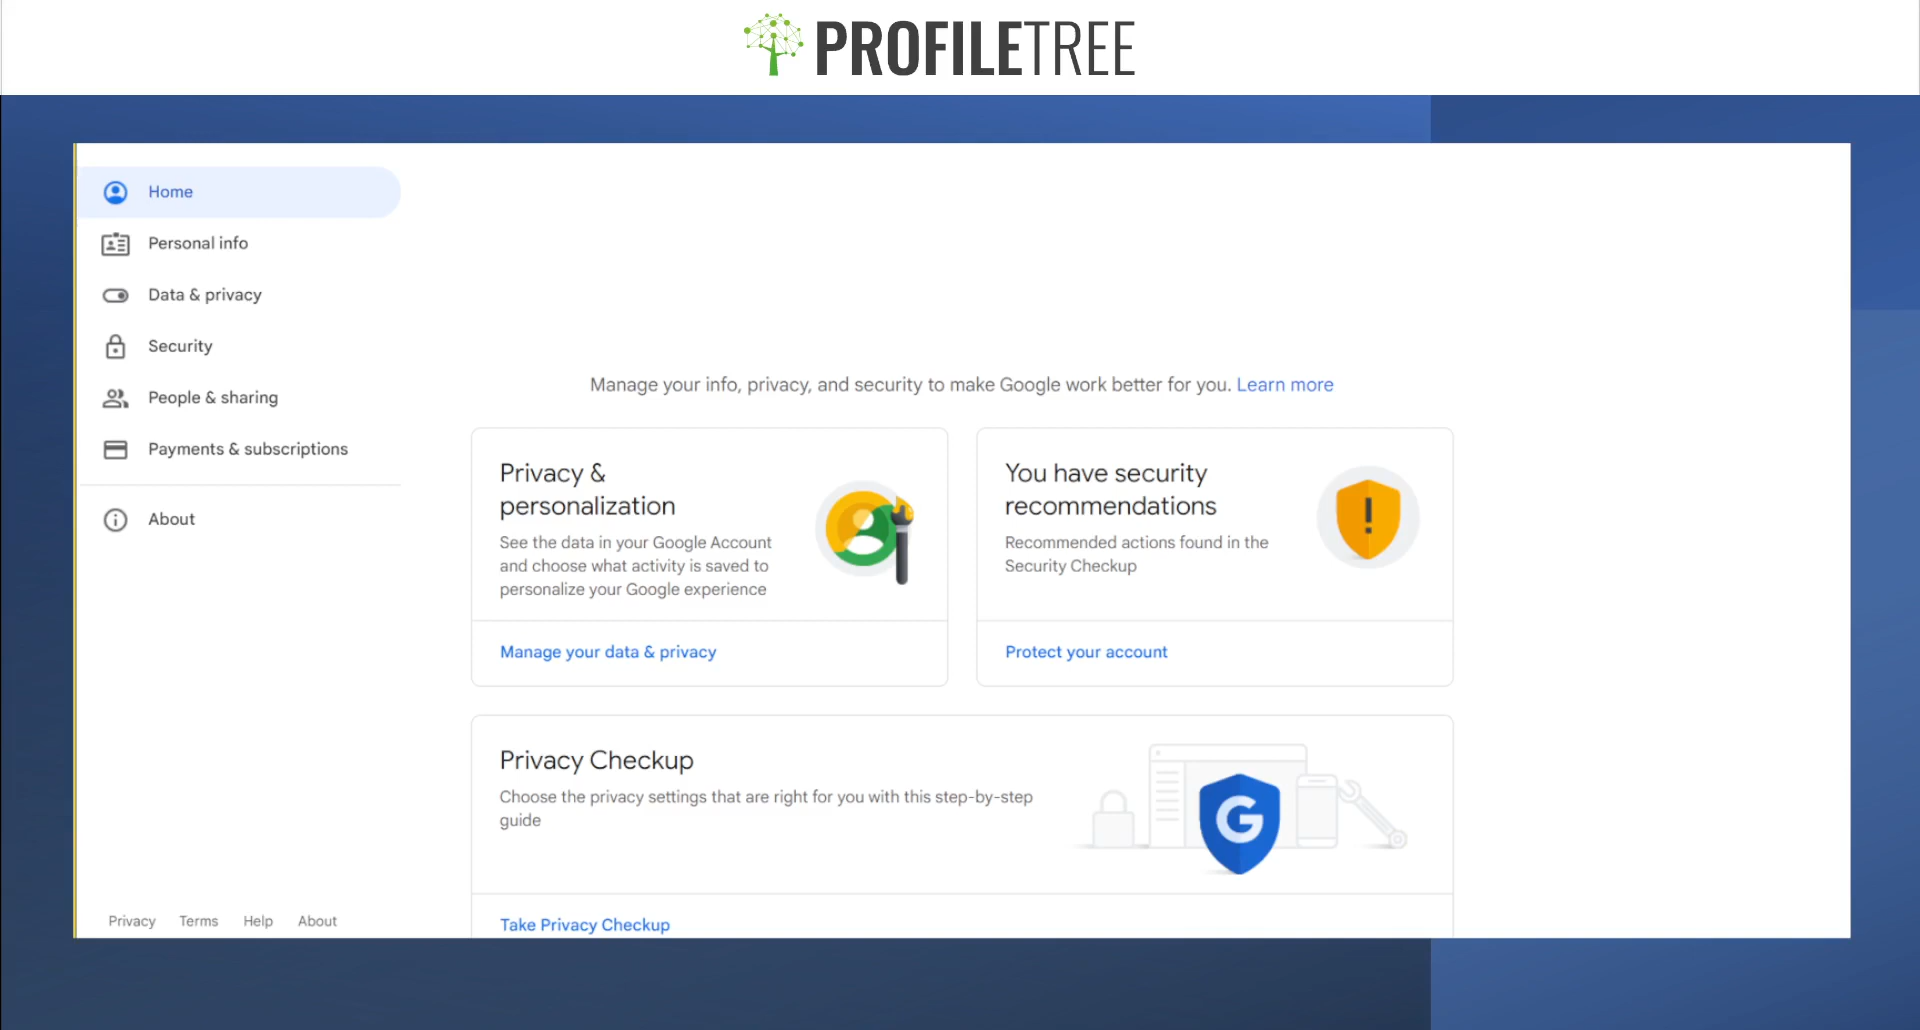 PROFILETREE
Home
Personal info
Data & privacy
Security
People & sharing
Payments & subscriptions
About
Privacy Terms Help About
Manage your info, privacy, and security to make Google work better for you. Learn more
Privacy &
personalization
See the data in your Google Account
and choose what activity is saved to
personalize your Google experience
Manage your data & privacy
You have security
recommendations
Recommended actions found in the
Security Checkup
Protect your account
Privacy Checkup
Choose the privacy settings that are right for you with this step-by-step
guide
G
Take Privacy Checkup